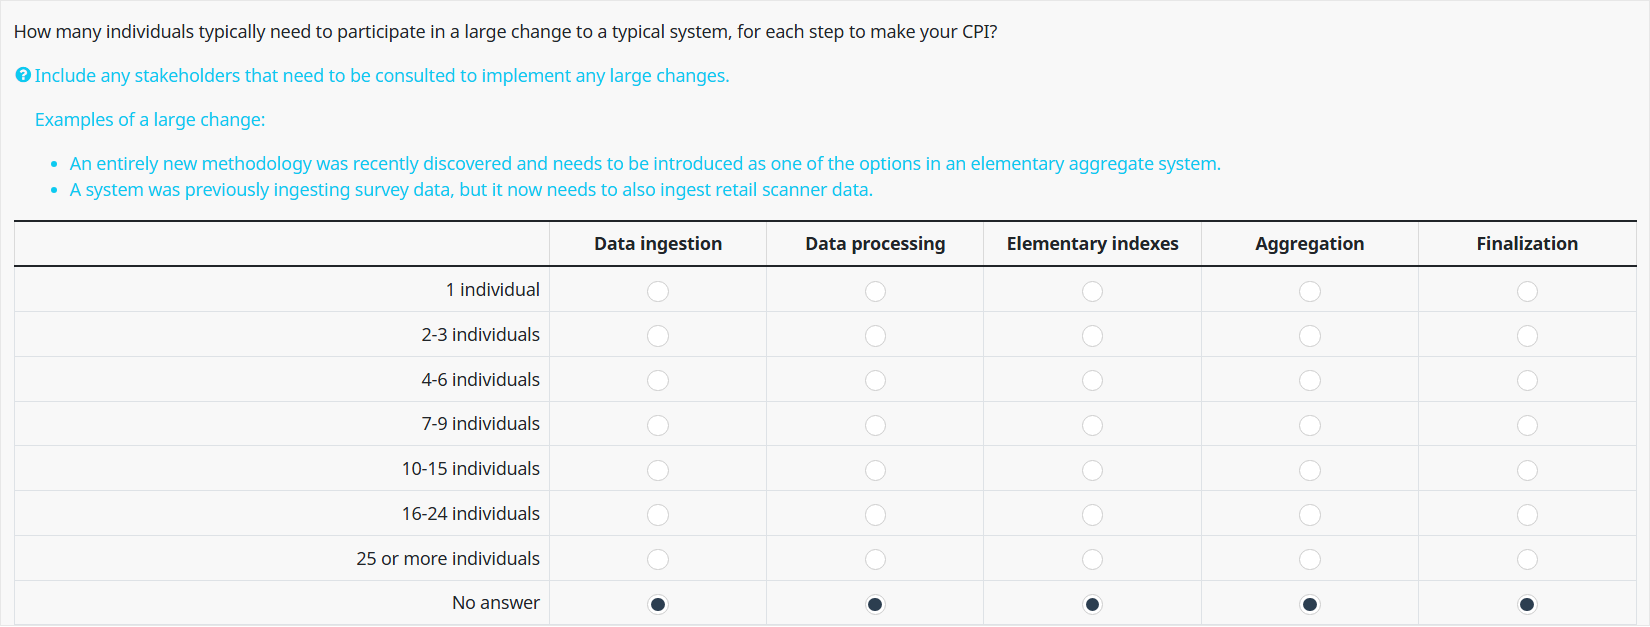 How many individuals typically need to participate in a large change to a typical system, for each step to make your CPI?
Include any stakeholders that need to be consulted to implement any large changes.
Examples of a large change:
An entirely new methodology was recently discovered and needs to be introduced as one of the options in an elementary aggregate system.
A system was previously ingesting survey data, but it now needs to also ingest retail scanner data.
Data ingestion Data processing Elementary indexes Aggregation Finalization
1 individual
2-3 individuals
4-6 individuals
7-9 individuals
10-15 individuals
16-24 individuals
25 or more individuals
No answer